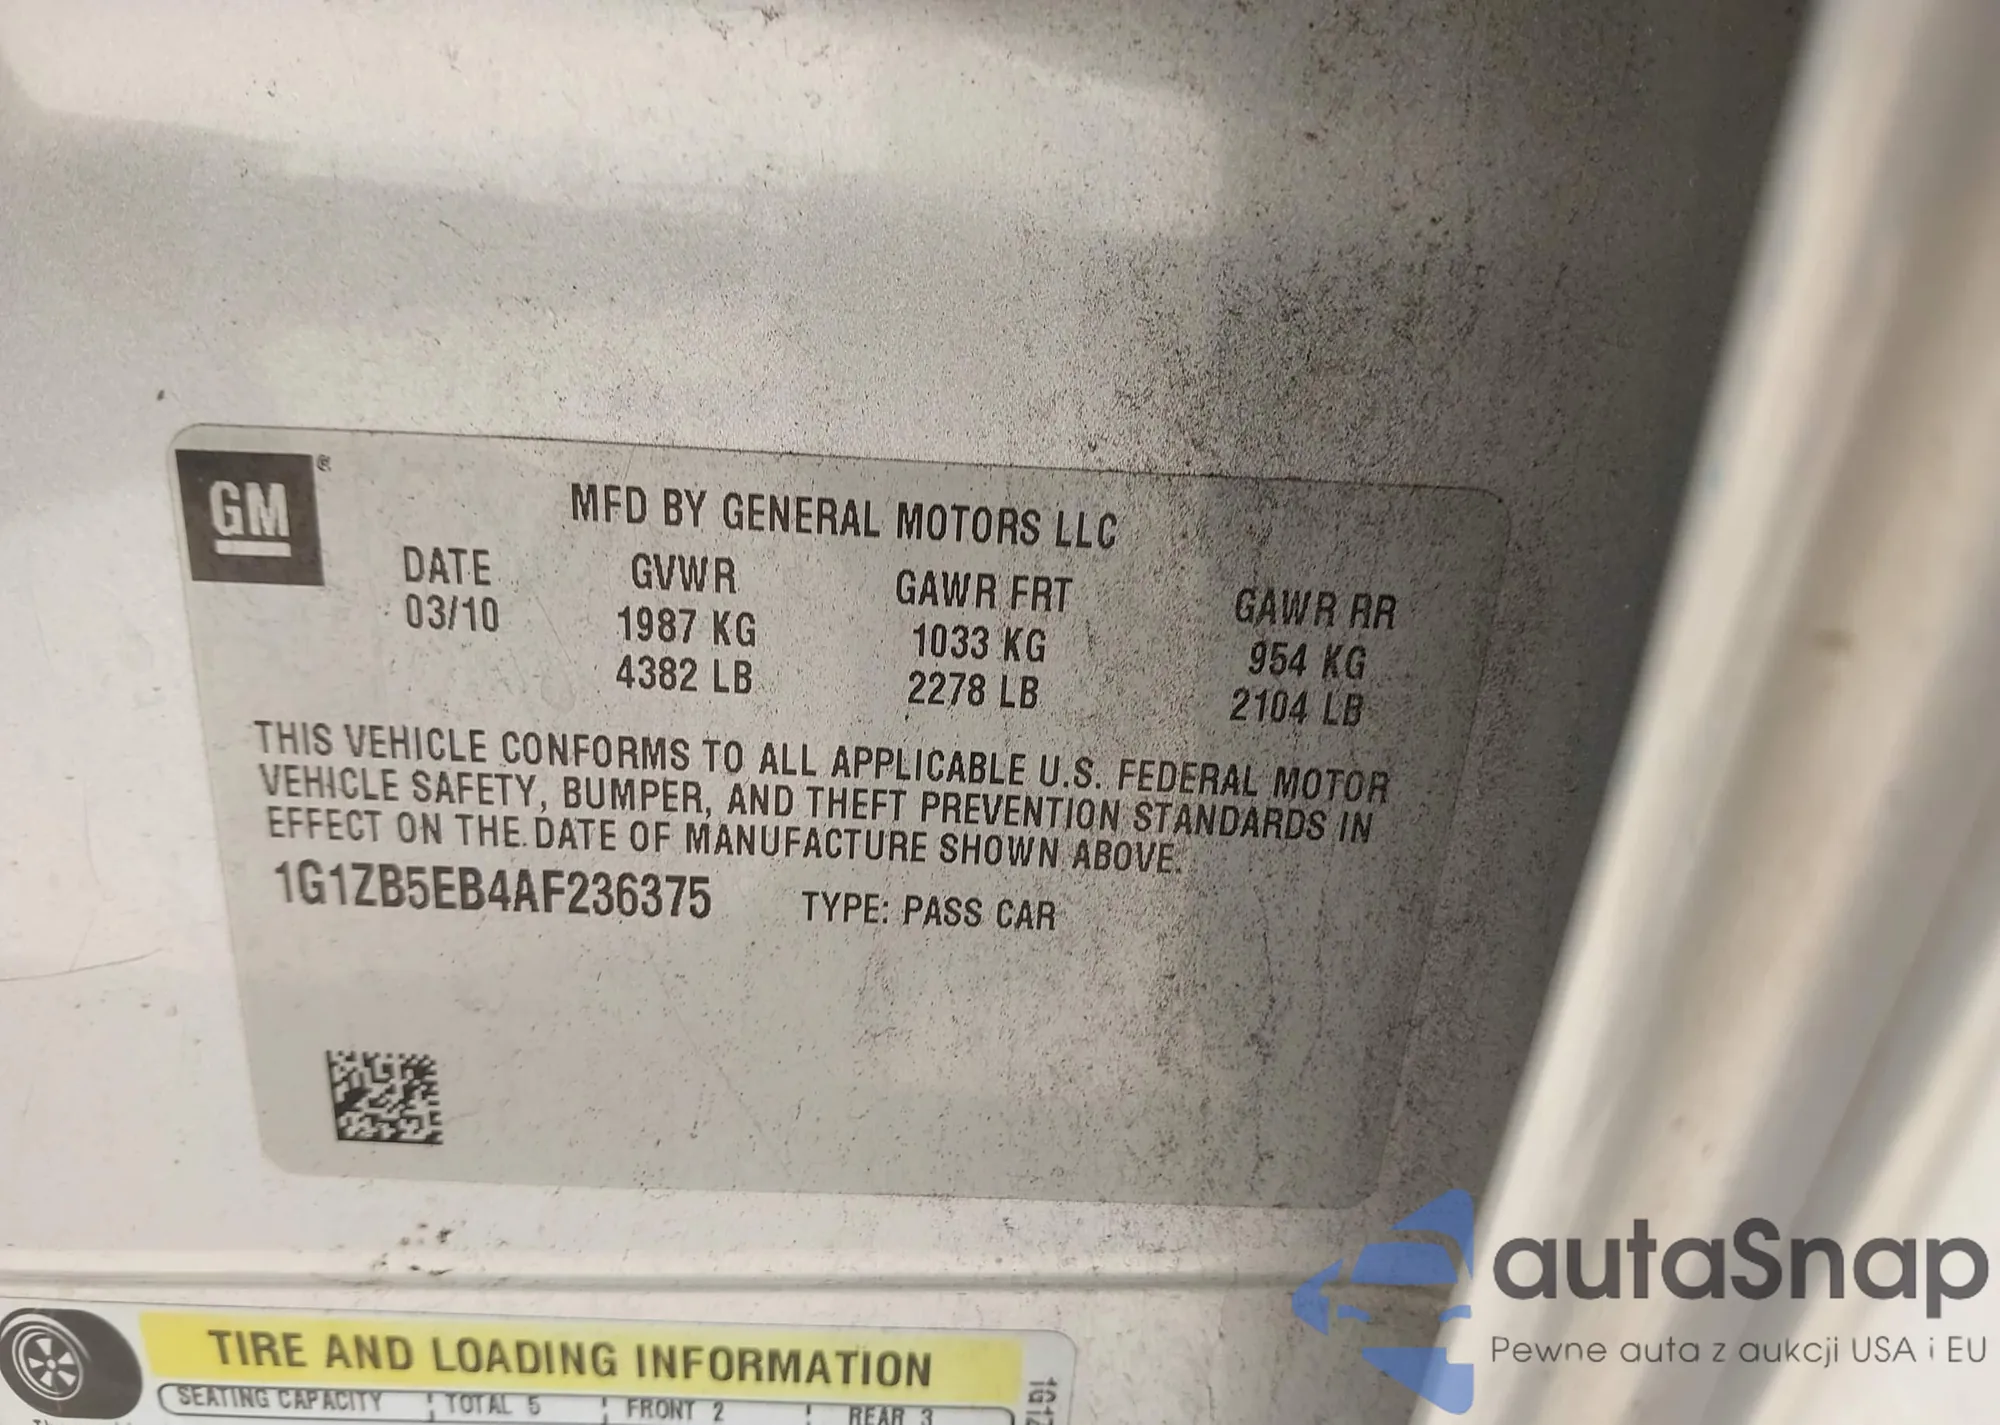 GM
MFD BY GENERAL MOTORS LLC
DATE GVWR GAWR FRT GAWR RR
03/10 1987 KG 1033 KG 954 KG
4382 LB 2278 LB 2104 LB
THIS VEHICLE CONFORMS TO ALL APPLICABLE U.S. FEDERAL MOTOR
VEHICLE SAFETY, BUMPER, AND THEFT PREVENTION STANDARDS IN
EFFECT ON THE DATE OF MANUFACTURE SHOWN ABOVE.
1G1ZB5EB4AF236375 TYPE: PASS CAR
TIRE AND LOADING INFORMATION
SEATING CAPACITY TOTAL 5 FRONT 2 REAR 3
autaSnap
Pewne auta z aukcji USA i EU